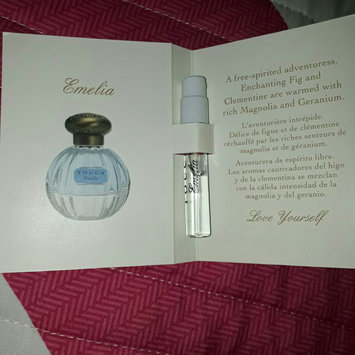 Emelia
TOCCA
Emelia
Emelia
A free-spirited adventuress.
Enchanting Fig and
Clementine are warmed with
rich Magnolia and Geranium.
L'aventurière intrépide.
Délice de figue et de clémentine
réchauffé par les riches senteurs de
magnolia et de géranium.
Aventurera de espíritu libre.
Los aromas cautivadores del higo
y de la clementina se mezclan
con la cálida intensidad de la
magnolia y del geranio.
Love Yourself